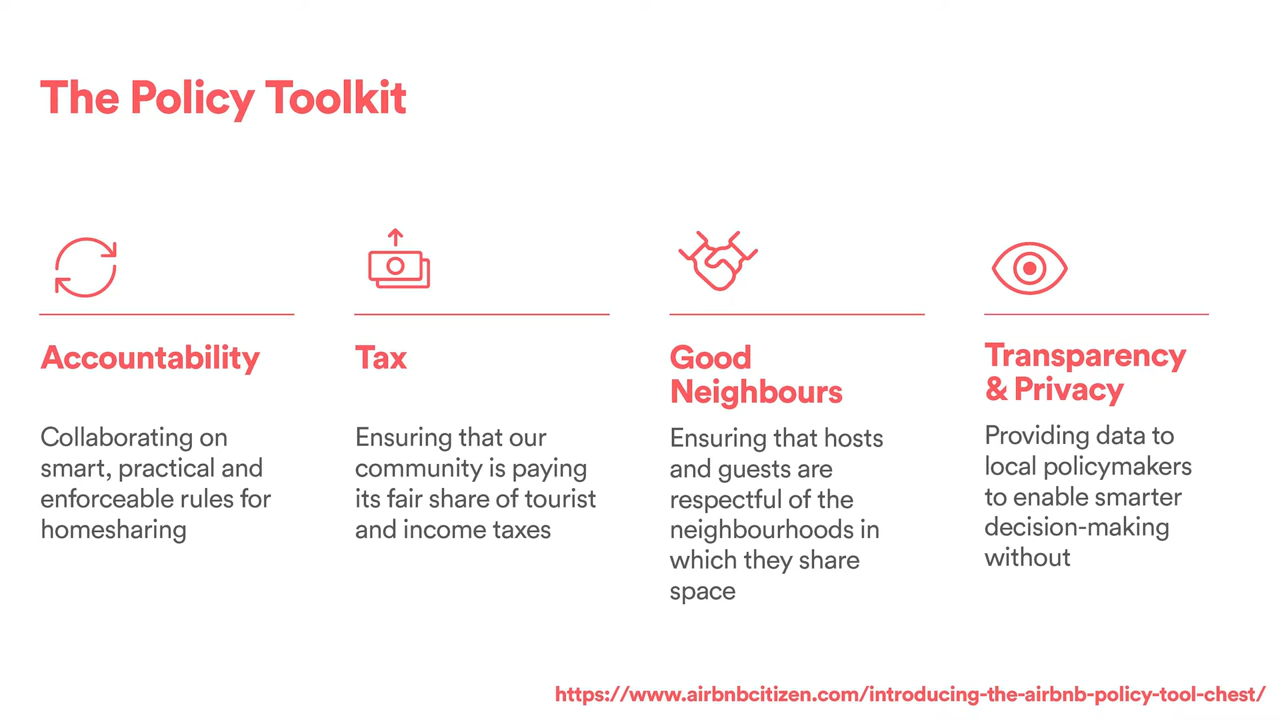 The Policy Toolkit
Accountability
Collaborating on
smart, practical and
enforceable rules for
homesharing
Tax
Ensuring that our
community is paying
its fair share of tourist
and income taxes
Good
Neighbours
Ensuring that hosts
and guests are
respectful of the
neighbourhoods in
which they share
space
Transparency
& Privacy
Providing data to
local policymakers
to enable smarter
decision-making
without
https://www.airbnbcitizen.com/introducing-the-airbnb-policy-tool-chest/